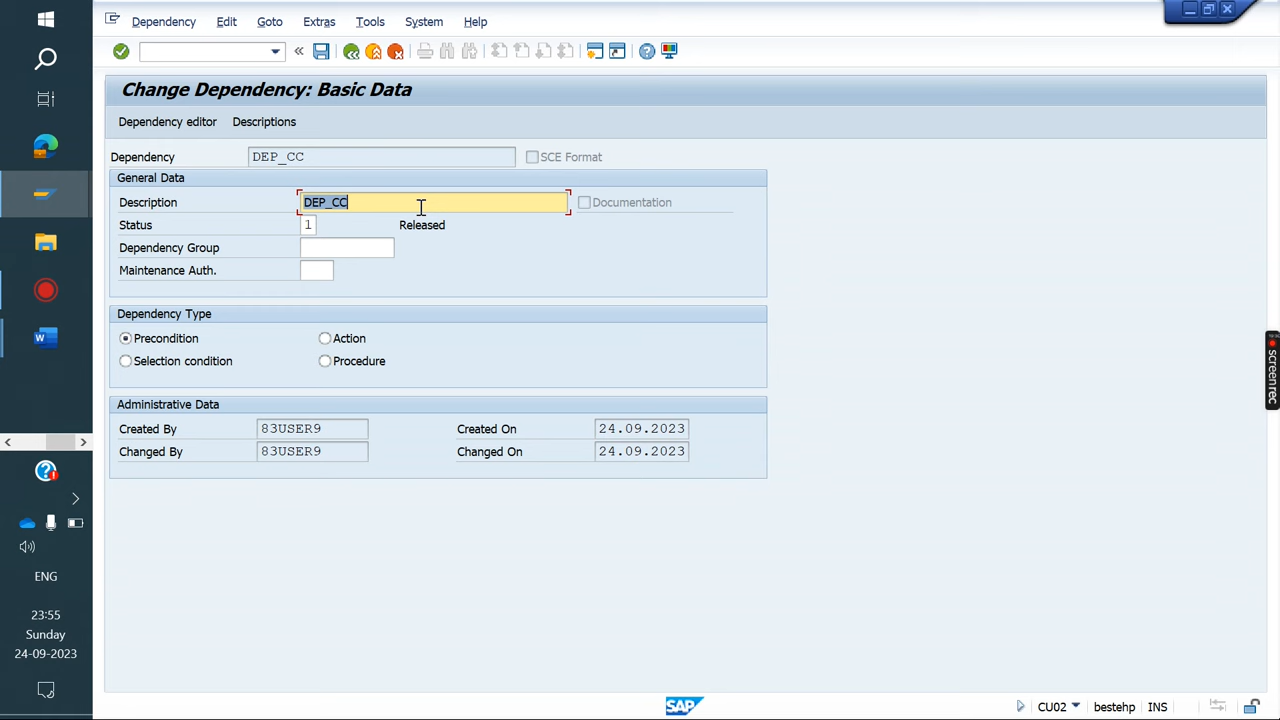 Dependency Edit Goto Extras Tools System Help
Change Dependency: Basic Data
Dependency editor Descriptions
Dependency DEP_CC SCE Format
General Data
Description DEP_CC Documentation
Status 1 Released
Dependency Group
Maintenance Auth.
Dependency Type
Precondition Action
Selection condition Procedure
Administrative Data
Created By 83USER9 Created On 24.09.2023
Changed By 83USER9 Changed On 24.09.2023
screenrec
ENG
23:55
Sunday
24-09-2023
SAP CU02 bestehp INS